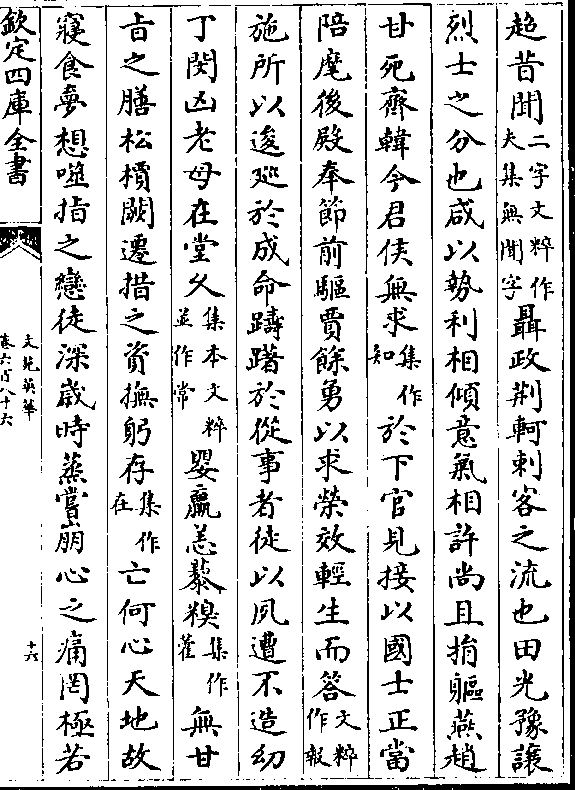 趍昔聞二字文粹作夫集無聞字聶政荆軻刺客之流也田光豫讓
烈士之分也咸以勢利相傾意氣相許尚且捐軀燕趙
甘死齊韓今君侯無求集作知於下官見接以國士正當
陪麾後殿奉節前驅賈餘勇以求榮效輕生而答文粹作報
施所以逡廵於成命躊躇於從事者徒以夙遭不造幼
丁閔凶老母在堂久集本文粹並作常嬰羸恙藜糗集作藿無甘
旨之膳松檟闕遷措之資撫躬存集作在亡何心天地故
寢食夢想噬指之戀徒深歲時蒸嘗崩心之痛罔極若
欽定四庫全書
文苑英華
卷六百八十六
十六